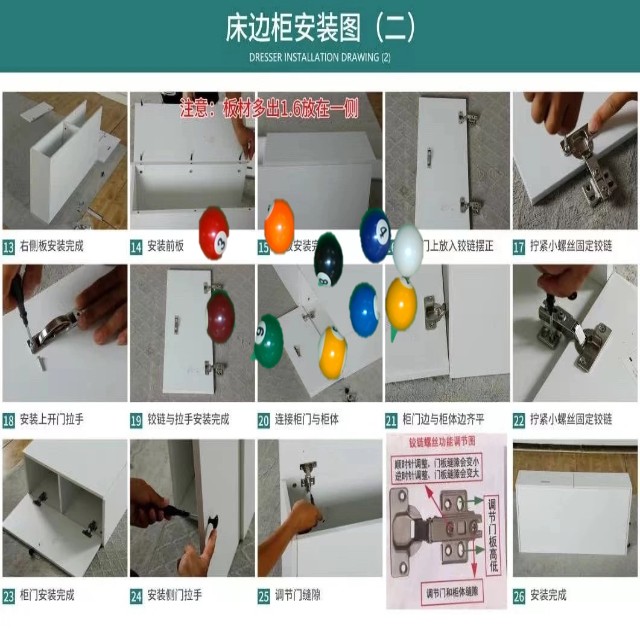 床边柜安装图（二）
DRESSER INSTALLATION DRAWING (2)
注意：板材多出1.6放在一侧
13 右侧板安装完成
14 安装前板
15
安装完
门上放入铰链摆正
17 拧紧小螺丝固定铰链
3
4
8
18 安装上开门拉手
19 铰链与拉手安装完成
20 连接柜门与柜体
21 柜门边与柜体边齐平
22 拧紧小螺丝固定铰链
6
铰链螺丝功能调节图
顺时针调整，门板缝隙会变小
逆时针调整，门板缝隙会变大
调节门板高低
调节门和柜体缝隙
23 柜门安装完成
24 安装侧门拉手
25 调节门缝隙
26 安装完成